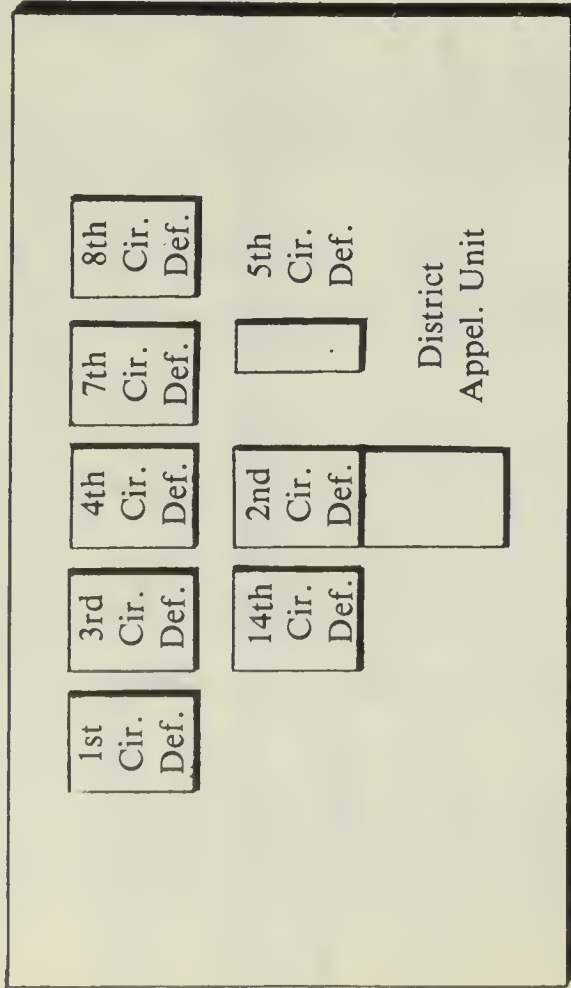 1st
Cir.
Def.
3rd
Cir.
Def.
4th
Cir.
Def.
7th
Cir.
Def.
8th
Cir.
Def.
14th
Cir.
Def.
2nd
Cir.
Def.
5th
Cir.
Def.
District
Appel. Unit